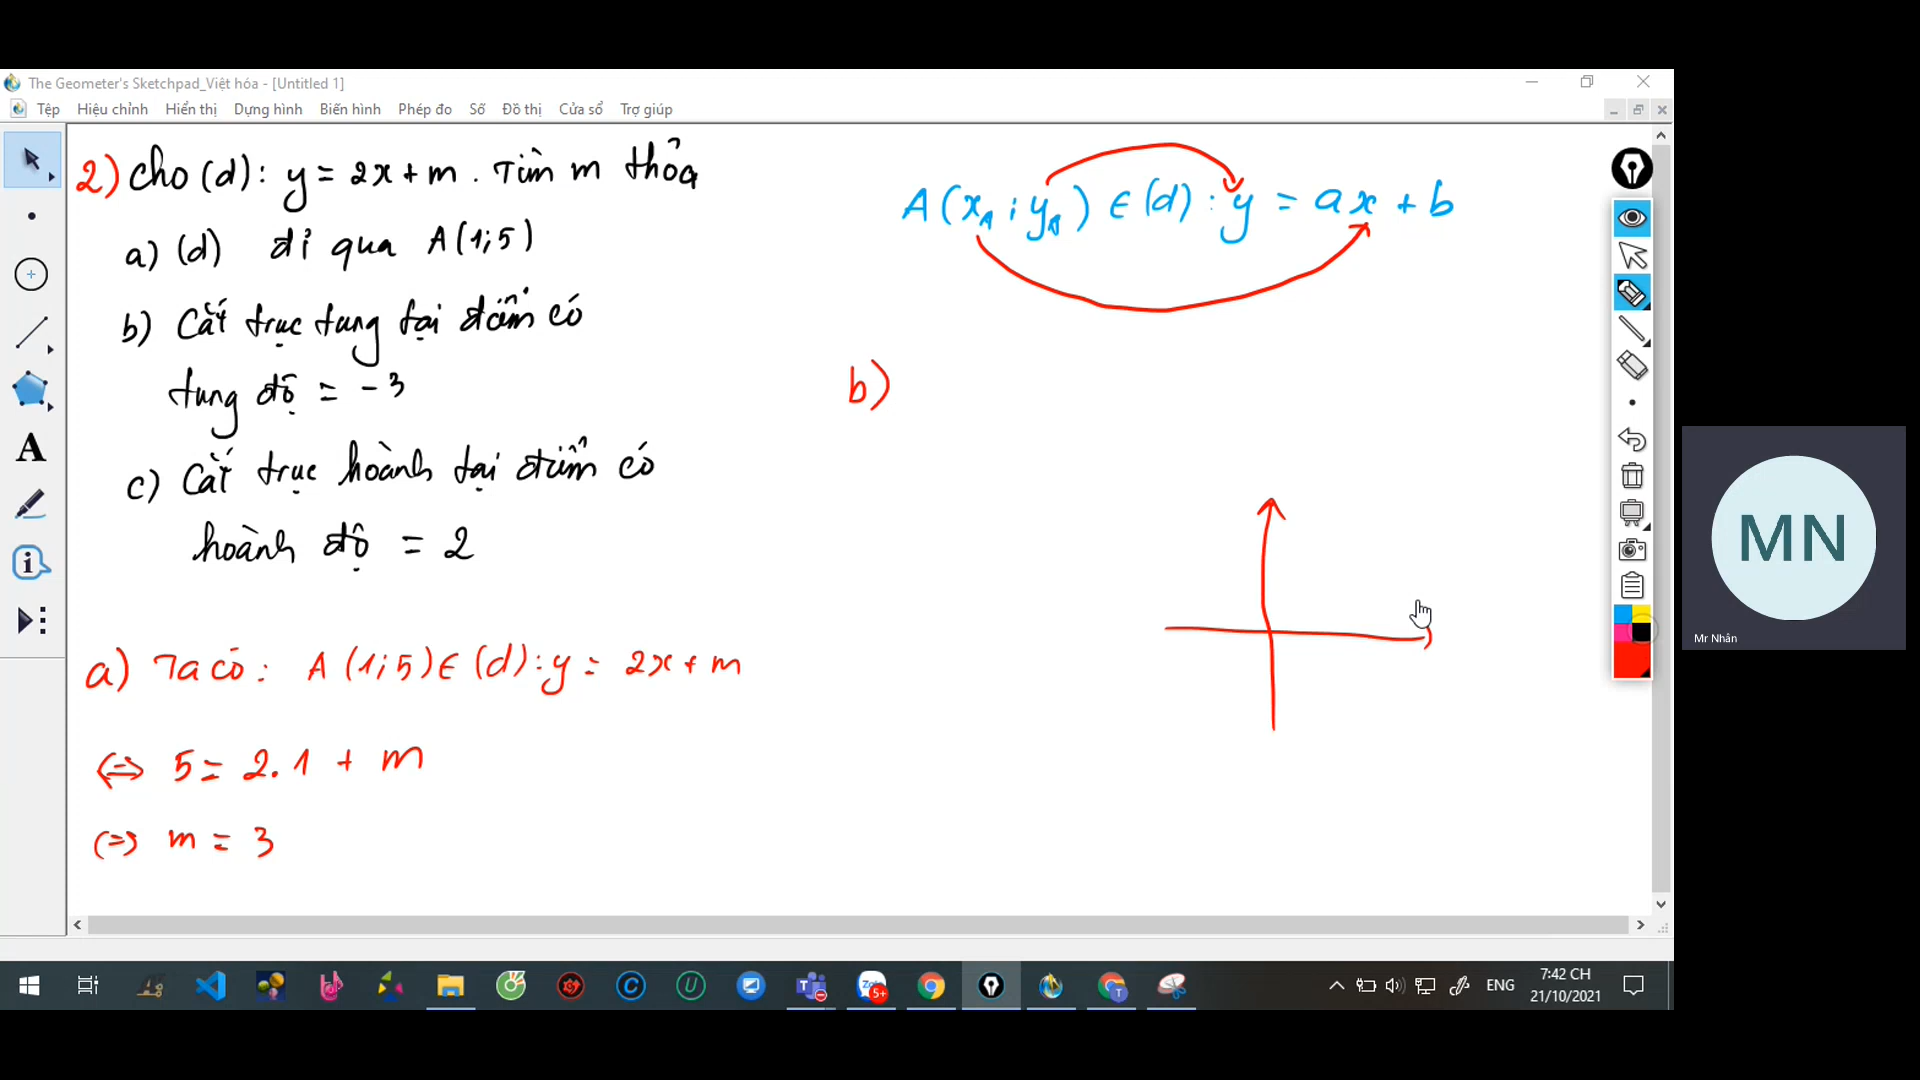 The Geometer's Sketchpad_Việt hóa - [Untitled 1]
Tệp Hiệu chỉnh Hiển thị Dựng hình Biến hình Phép đo Số Đồ thị Cửa sổ Trợ giúp
2) Cho (d): y = 2x + m. Tìm m thỏa
a) (d) đi qua A(1;5)
b) Cắt trục tung tại điểm có
tung độ = -3
c) Cắt trục hoành tại điểm có
hoành độ = 2
a) Ta có: A(1;5) ∈ (d): y = 2x + m
<=> 5 = 2.1 + m
<=> m = 3
A(x_A; y_A) ∈ (d): y = ax + b
b)
A
MN
Mr Nhân
5+
ENG
7:42 CH
21/10/2021